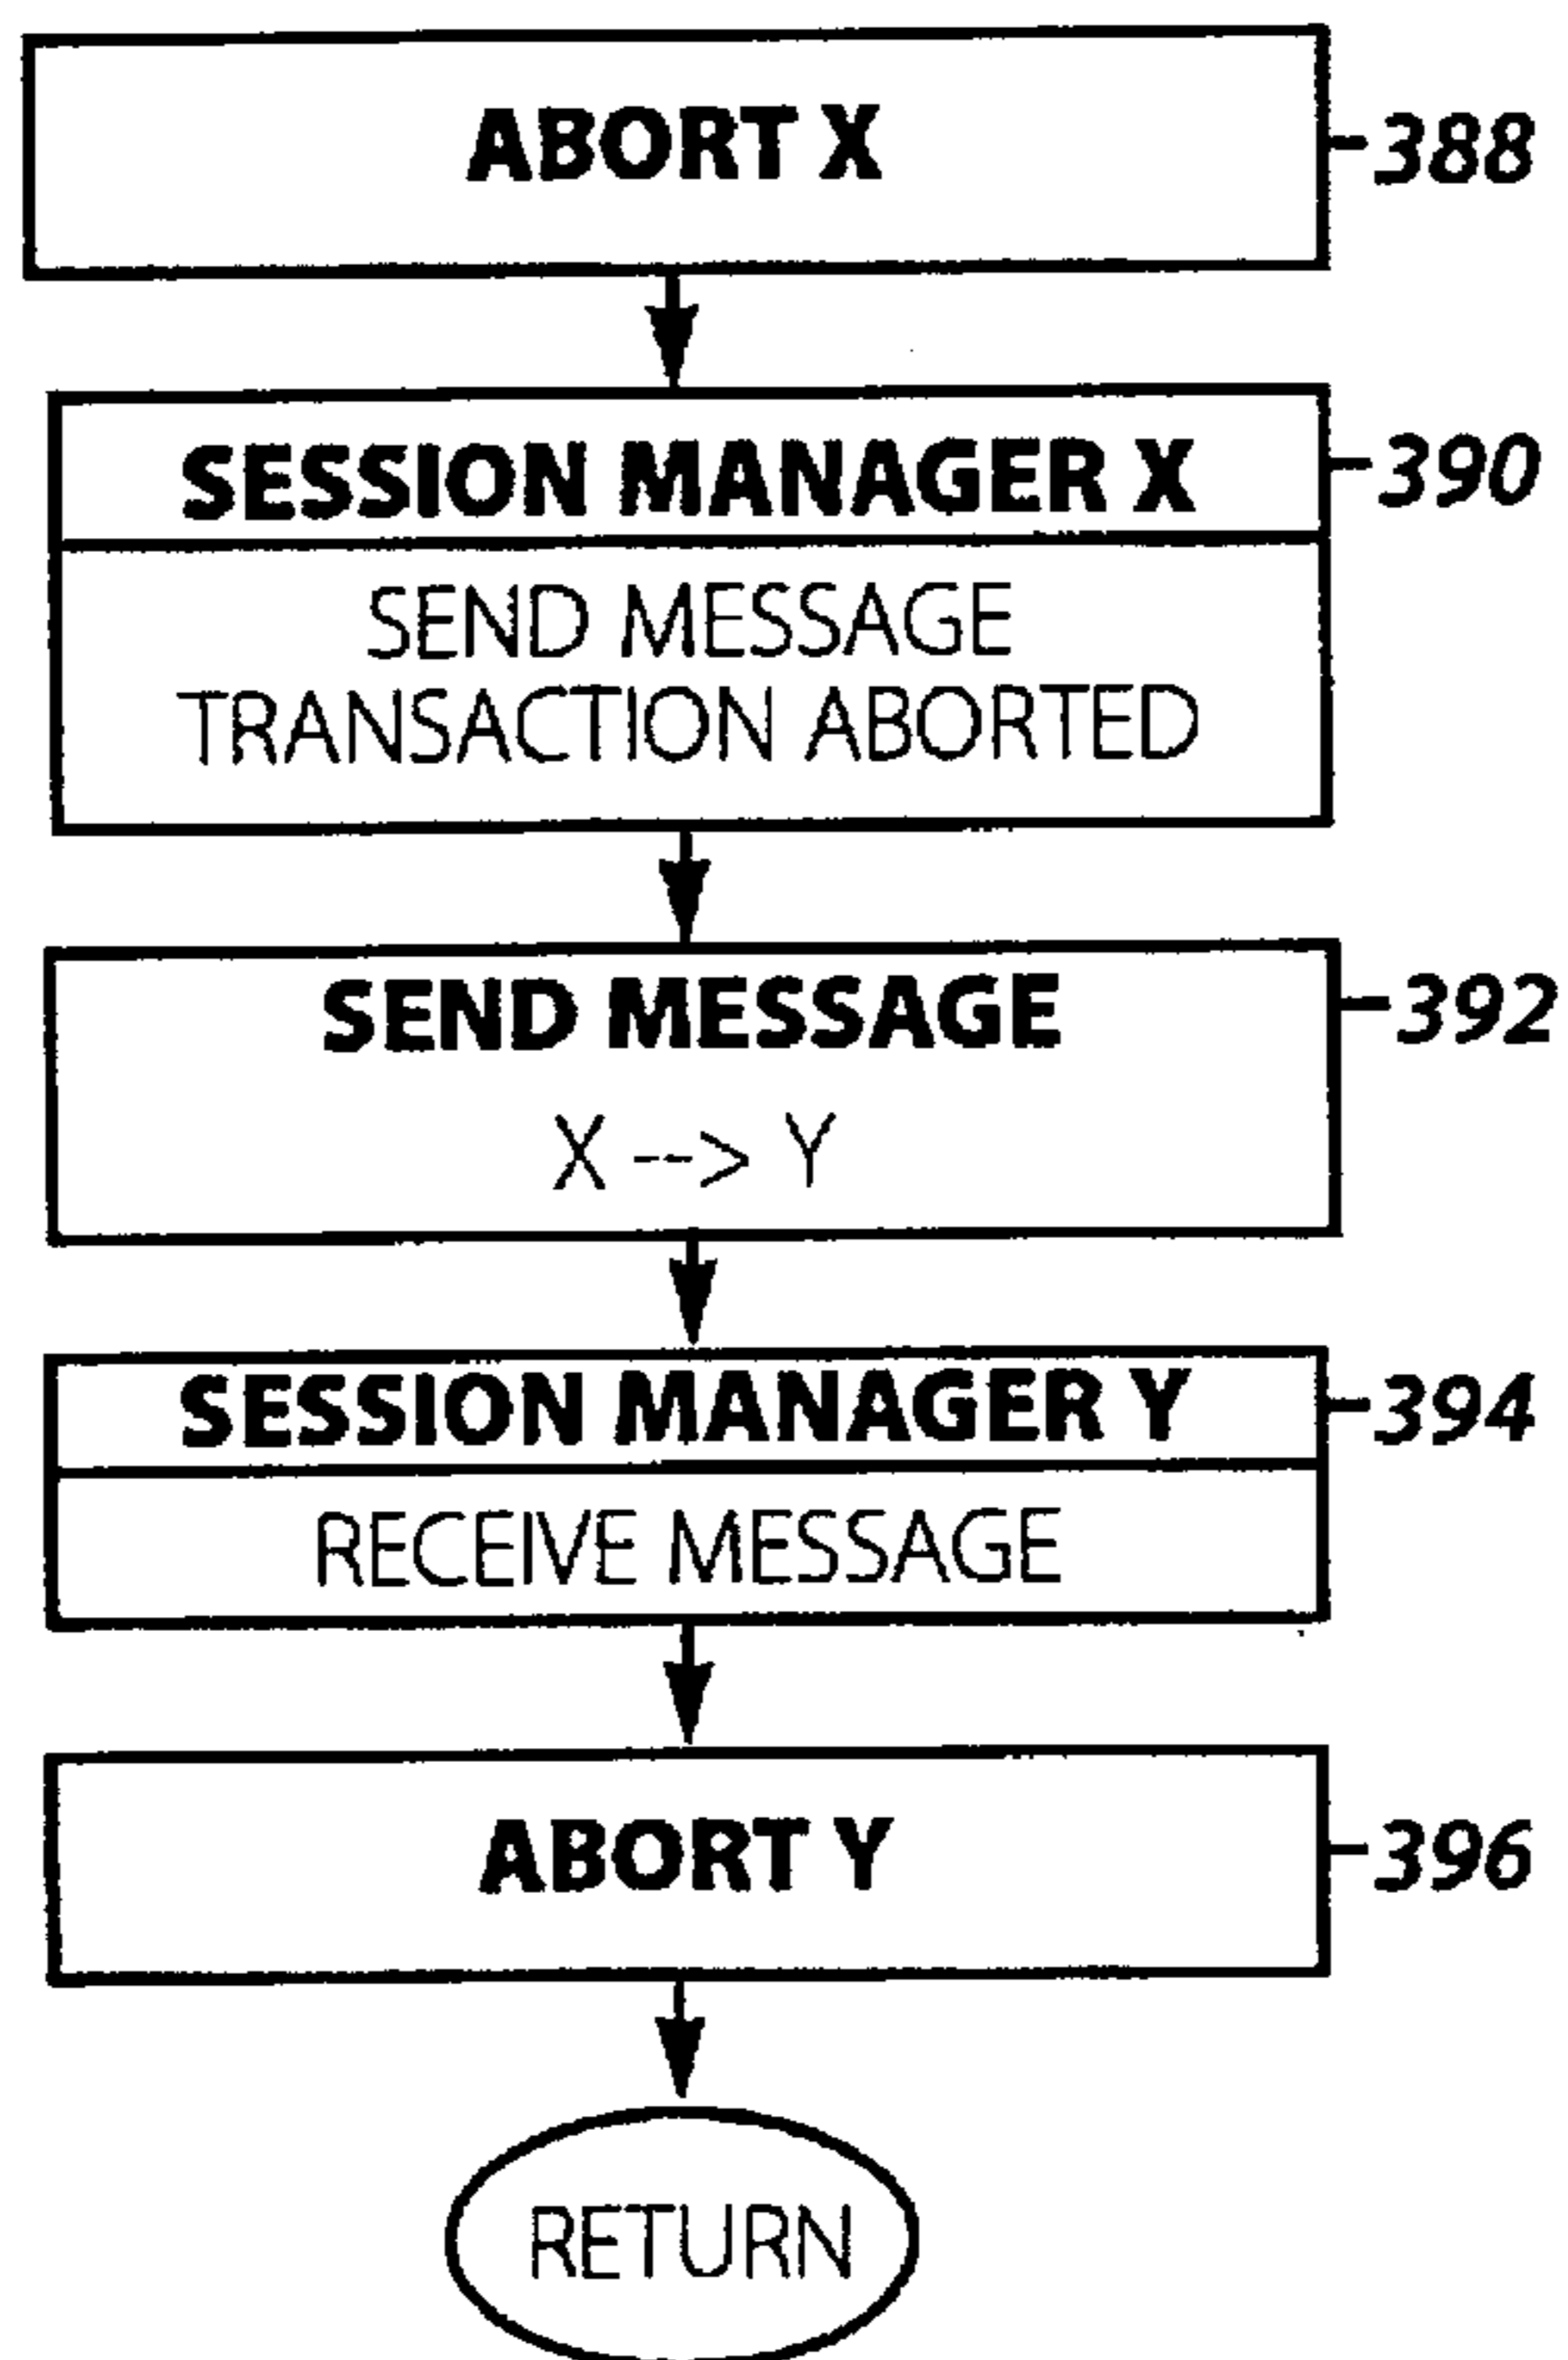 ABORT X
388
SESSION MANAGER X
390
SEND MESSAGE
TRANSACTION ABORTED
SEND MESSAGE
392
X --> Y
SESSION MANAGER Y
394
RECEIVE MESSAGE
ABORT Y
396
RETURN